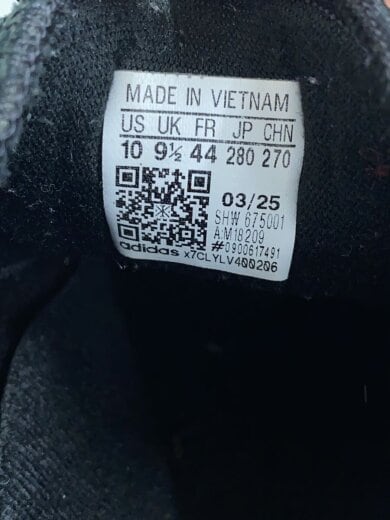 MADE IN VIETNAM
US UK FR JP CHN
10 9½ 44 280 270
03/25
SHW 675001
A:M18209
#0900617491
adidas x7CLYLV400206